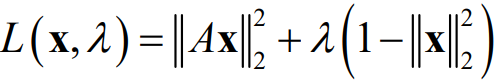 L(x, λ) = ‖Ax‖₂² + λ(1 − ‖x‖₂²)